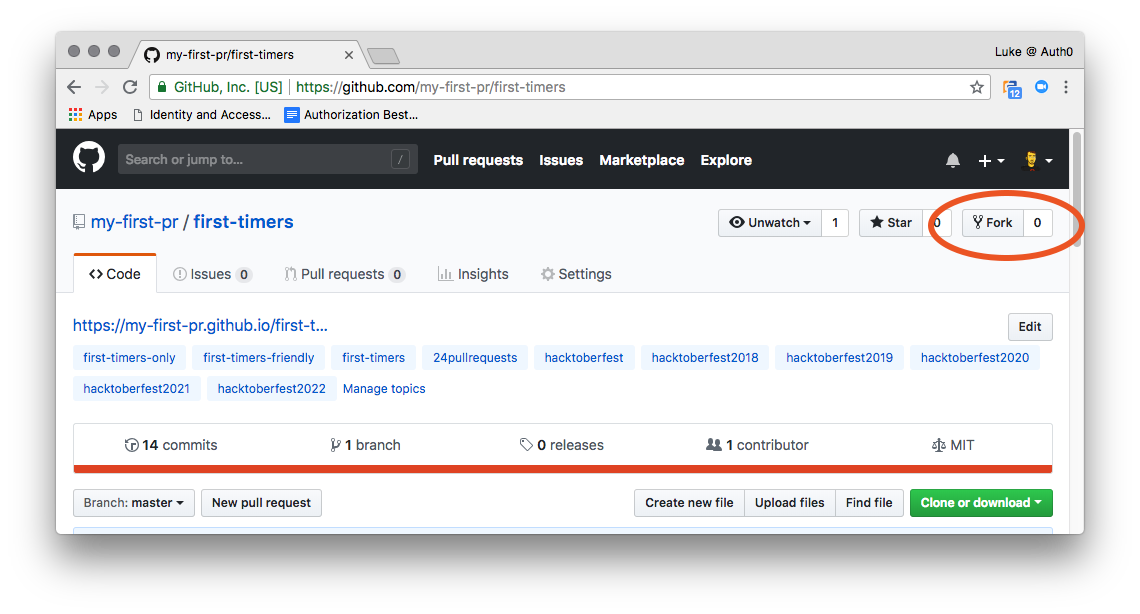 my-first-pr/first-timers
Luke @ Auth0
GitHub, Inc. [US] https://github.com/my-first-pr/first-timers
12
Apps Identity and Access... Authorization Best...
Search or jump to... / Pull requests Issues Marketplace Explore
my-first-pr / first-timers Unwatch 1 Star 0 Fork 0
Code Issues 0 Pull requests 0 Insights Settings
https://my-first-pr.github.io/first-t... Edit
first-timers-only first-timers-friendly first-timers 24pullrequests hacktoberfest hacktoberfest2018 hacktoberfest2019 hacktoberfest2020
hacktoberfest2021 hacktoberfest2022 Manage topics
14 commits 1 branch 0 releases 1 contributor MIT
Branch: master New pull request Create new file Upload files Find file Clone or download